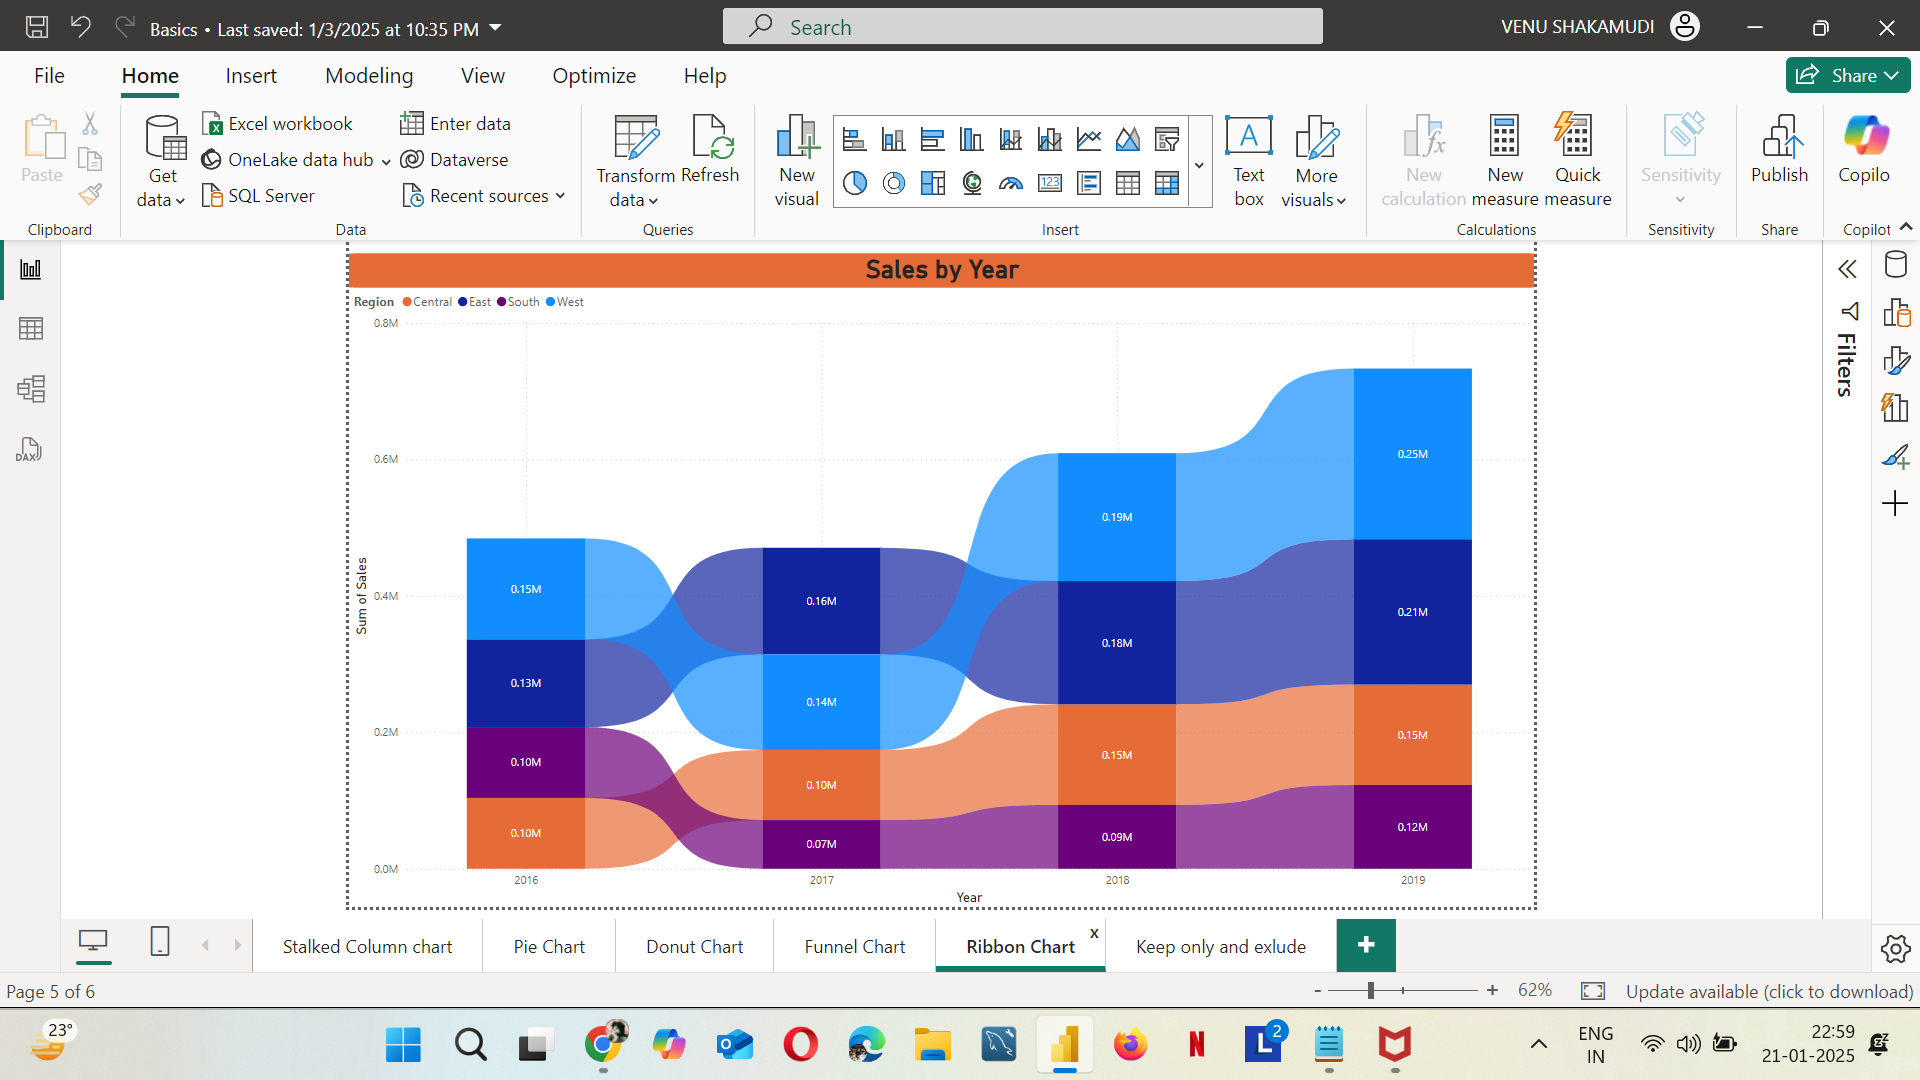 Basics • Last saved: 1/3/2025 at 10:35 PM
Search
VENU SHAKAMUDI
File
Home
Insert
Modeling
View
Optimize
Help
Share
Paste
Clipboard
Get data
Excel workbook
OneLake data hub
SQL Server
Enter data
Dataverse
Recent sources
Data
Transform data
Refresh
Queries
New visual
123
A
Text box
More visuals
Insert
New calculation
New measure
Quick measure
Calculations
Sensitivity
Sensitivity
Publish
Share
Copilo
Copilot
DAX
Filters
Sales by Year
Region Central East South West
Sum of Sales
0.8M
0.6M
0.4M
0.2M
0.0M
0.15M
0.13M
0.10M
0.10M
0.16M
0.14M
0.10M
0.07M
0.19M
0.18M
0.15M
0.09M
0.25M
0.21M
0.15M
0.12M
2016
2017
2018
2019
Year
Stalked Column chart
Pie Chart
Donut Chart
Funnel Chart
Ribbon Chart
x
Keep only and exlude
+
Page 5 of 6
- + 62%
Update available (click to download)
23°
N
L
2
ENG
IN
22:59
21-01-2025